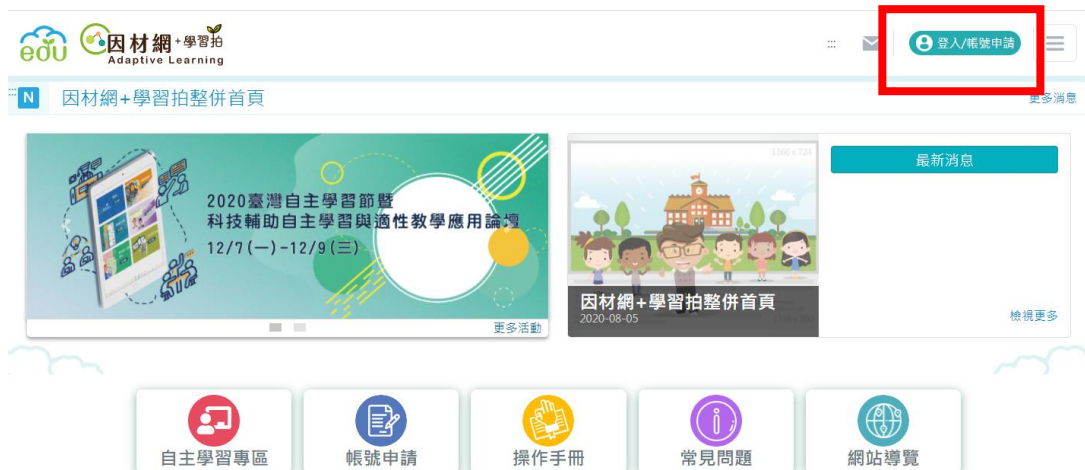 edu 因材網+學習拍
Adaptive Learning
:::
登入/帳號申請
:::
N 因材網+學習拍整併首頁
更多消息
2020臺灣自主學習節暨
科技輔助自主學習與適性教學應用論壇
12/7(一)-12/9(三)
更多活動
1366 x 724
因材網+學習拍整併首頁
2020-08-05
最新消息
檢視更多
自主學習專區
帳號申請
操作手冊
常見問題
網站導覽